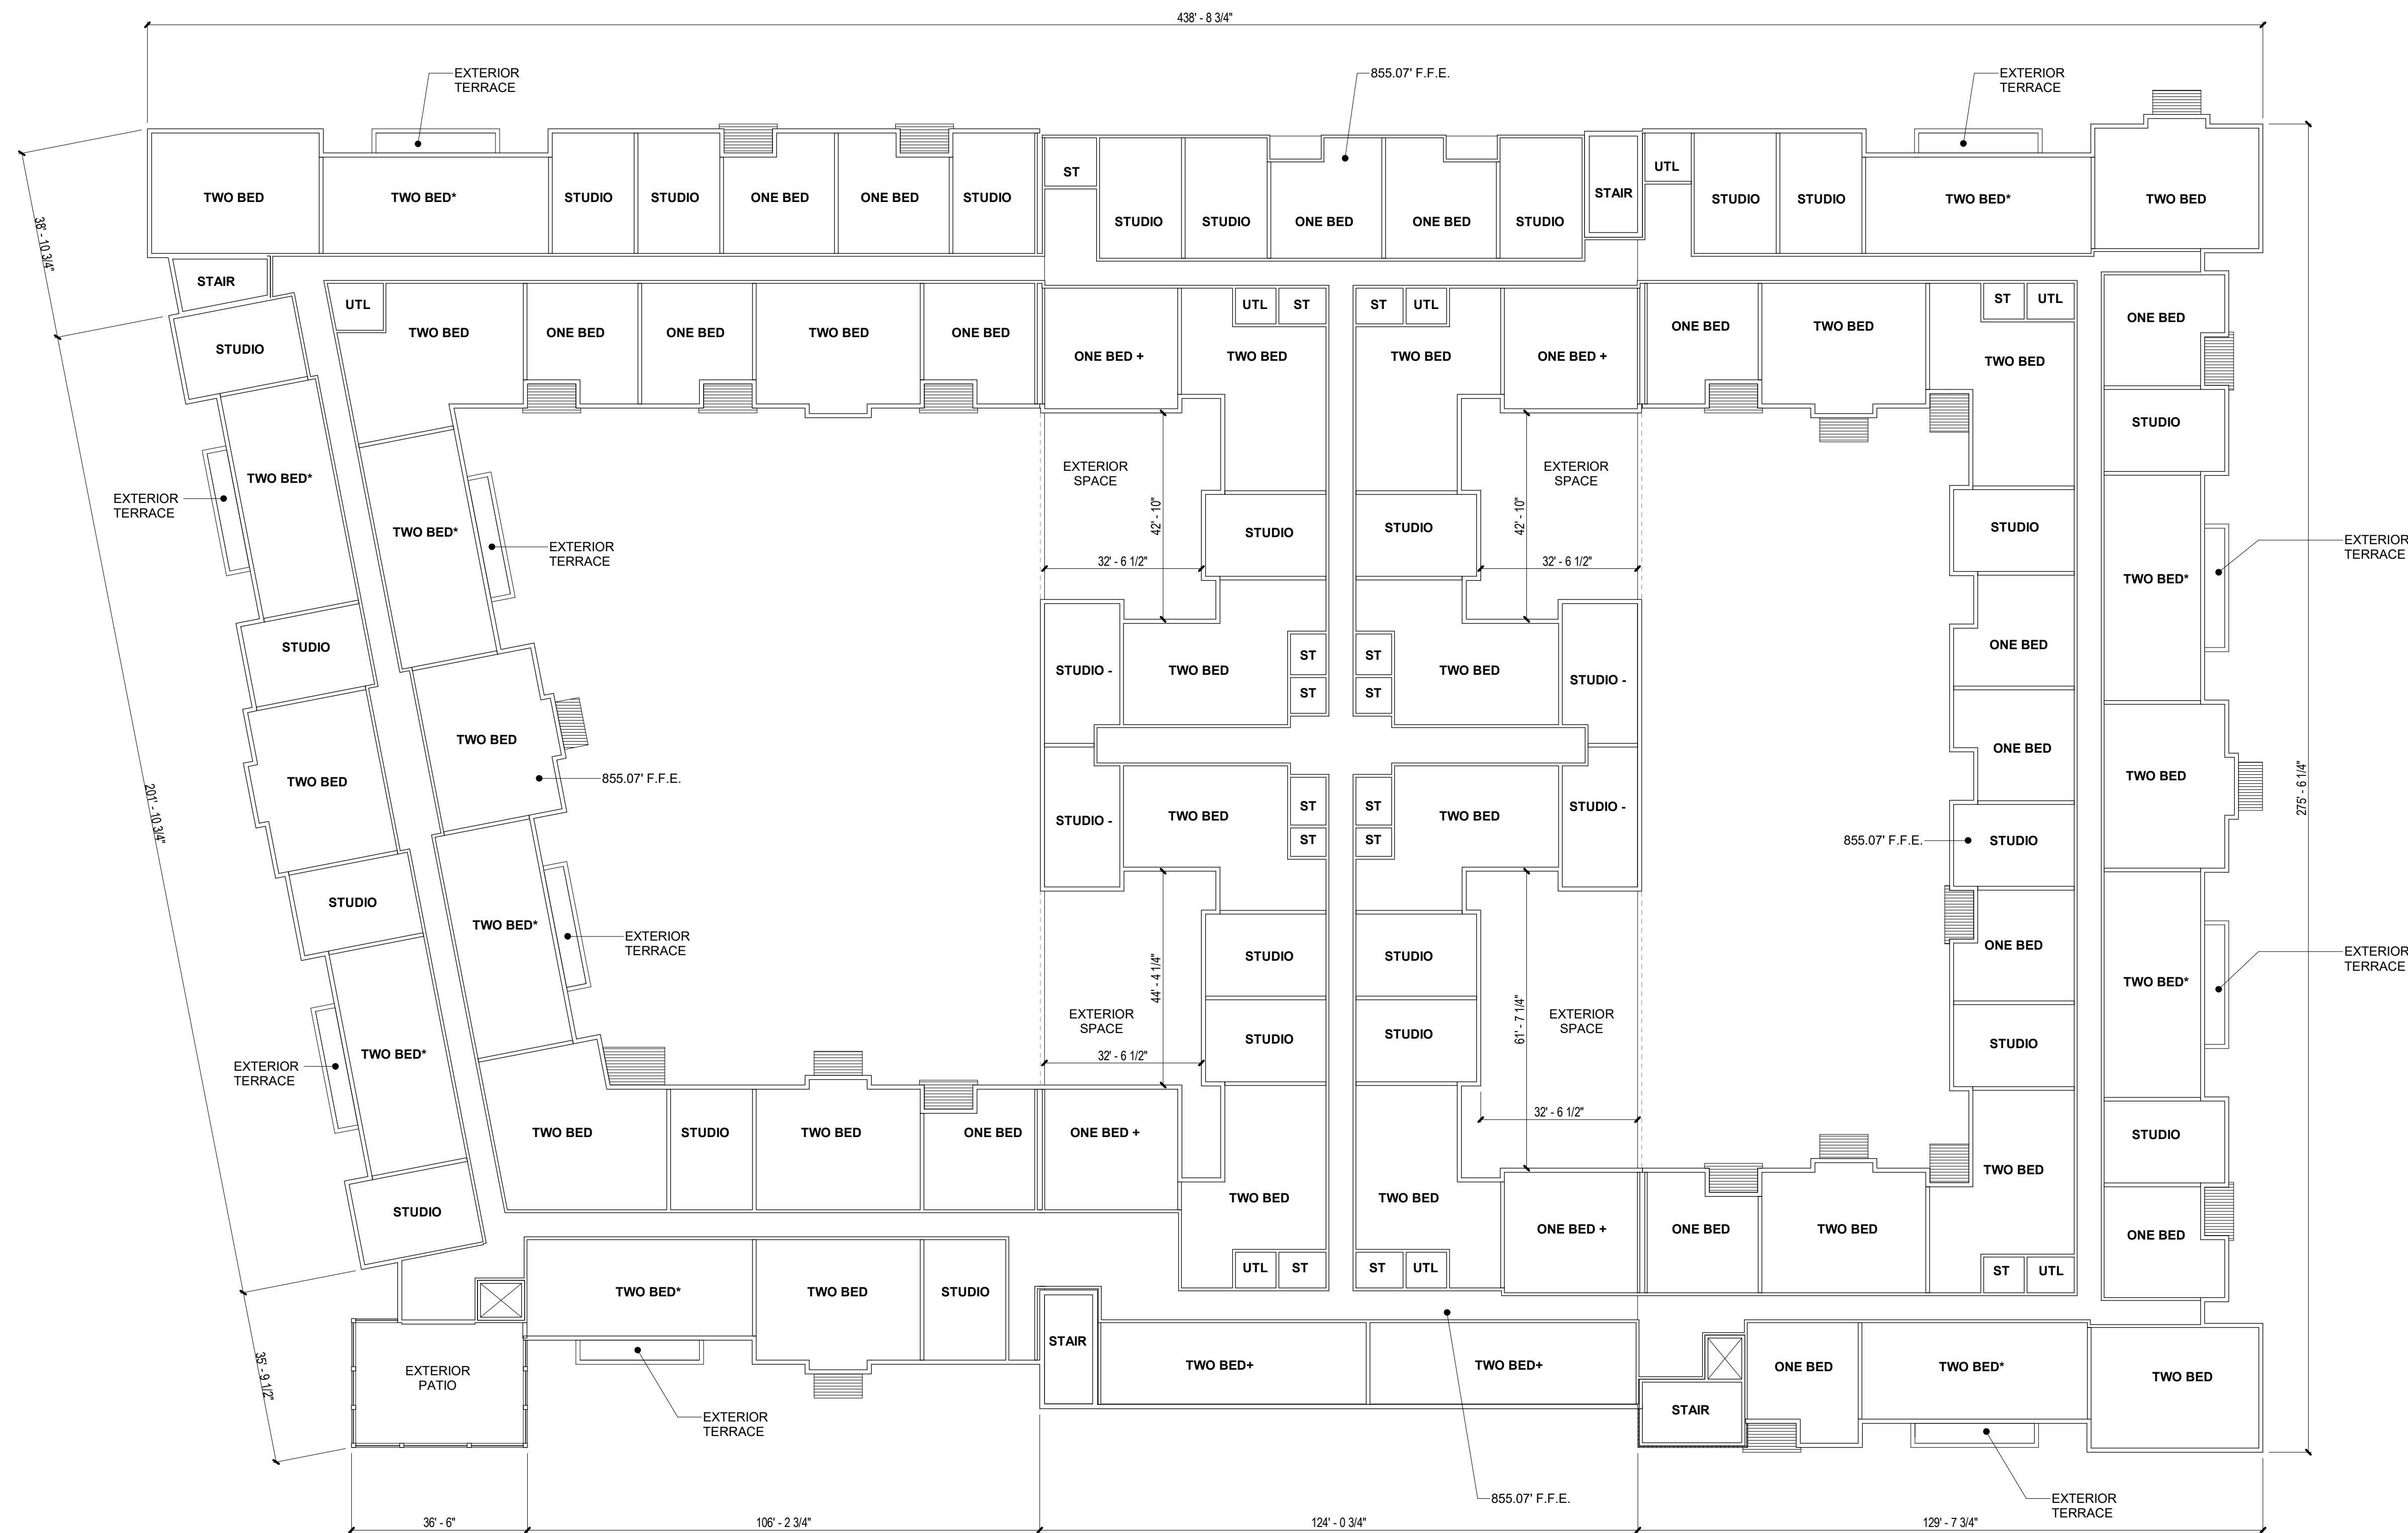 438' - 8 3/4"
EXTERIOR
TERRACE
855.07' F.F.E.
EXTERIOR
TERRACE
TWO BED
TWO BED*
STUDIO
STUDIO
ONE BED
ONE BED
STUDIO
ST
STUDIO
STUDIO
ONE BED
ONE BED
STUDIO
STAIR
UTL
STUDIO
STUDIO
TWO BED*
TWO BED
38' - 10 3/4"
STAIR
UTL
TWO BED
ONE BED
ONE BED
TWO BED
ONE BED
ONE BED +
TWO BED
UTL
ST
ST
UTL
TWO BED
ONE BED +
ONE BED
TWO BED
ST
UTL
TWO BED
ONE BED
STUDIO
STUDIO
TWO BED*
EXTERIOR
TERRACE
TWO BED*
EXTERIOR
TERRACE
EXTERIOR
SPACE
42' - 10"
32' - 6 1/2"
STUDIO
STUDIO
EXTERIOR
SPACE
42' - 10"
32' - 6 1/2"
STUDIO
TWO BED*
EXTERIOR
TERRACE
STUDIO
STUDIO -
TWO BED
ST
ST
ST
ST
TWO BED
STUDIO -
ONE BED
ONE BED
TWO BED
TWO BED
TWO BED
855.07' F.F.E.
201' - 10 3/4"
275' - 6 1/4"
STUDIO -
TWO BED
ST
ST
ST
ST
TWO BED
STUDIO -
855.07' F.F.E.
STUDIO
STUDIO
TWO BED*
EXTERIOR
TERRACE
44' - 4 1/4"
EXTERIOR
SPACE
32' - 6 1/2"
STUDIO
STUDIO
STUDIO
STUDIO
61' - 7 1/4"
EXTERIOR
SPACE
32' - 6 1/2"
ONE BED
STUDIO
TWO BED*
EXTERIOR
TERRACE
TWO BED*
EXTERIOR
TERRACE
TWO BED
STUDIO
TWO BED
ONE BED
ONE BED +
TWO BED
TWO BED
ONE BED +
ONE BED
TWO BED
TWO BED
STUDIO
ONE BED
STUDIO
UTL
ST
ST
UTL
ST
UTL
TWO BED*
TWO BED
STUDIO
STAIR
TWO BED+
TWO BED+
STAIR
ONE BED
TWO BED*
TWO BED
EXTERIOR
PATIO
35' - 9 1/2"
EXTERIOR
TERRACE
855.07' F.F.E.
EXTERIOR
TERRACE
36' - 6"
106' - 2 3/4"
124' - 0 3/4"
129' - 7 3/4"